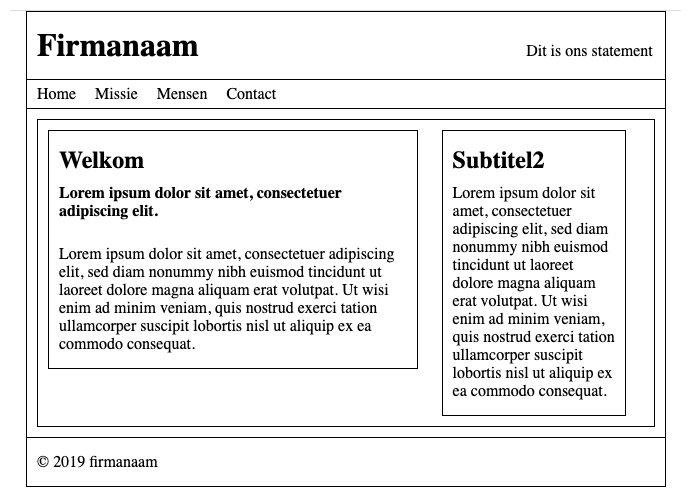 Firmanaam
Dit is ons statement
Home Missie Mensen Contact
Welkom
Lorem ipsum dolor sit amet, consectetuer
adipiscing elit.
Lorem ipsum dolor sit amet, consectetuer adipiscing
elit, sed diam nonummy nibh euismod tincidunt ut
laoreet dolore magna aliquam erat volutpat. Ut wisi
enim ad minim veniam, quis nostrud exerci tation
ullamcorper suscipit lobortis nisl ut aliquip ex ea
commodo consequat.
Subtitel2
Lorem ipsum dolor sit
amet, consectetuer
adipiscing elit, sed diam
nonummy nibh euismod
tincidunt ut laoreet
dolore magna aliquam
erat volutpat. Ut wisi
enim ad minim veniam,
quis nostrud exerci tation
ullamcorper suscipit
lobortis nisl ut aliquip ex
ea commodo consequat.
© 2019 firmanaam